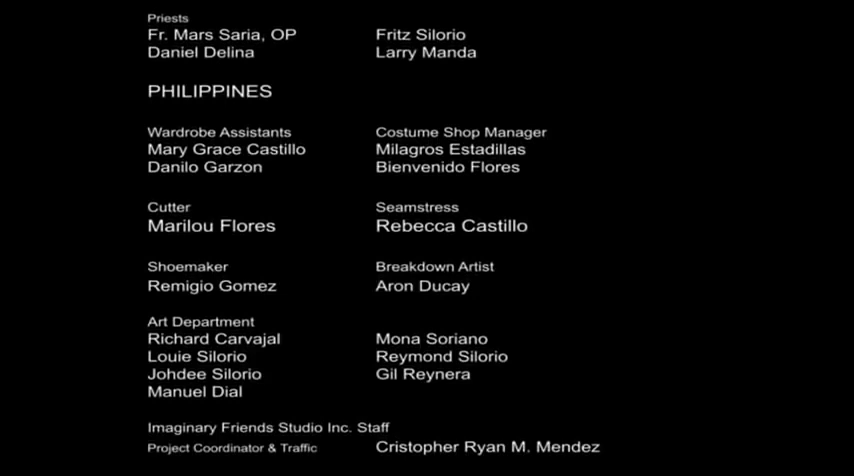 Priests
Fr. Mars Saria, OP Fritz Silorio
Daniel Delina Larry Manda
PHILIPPINES
Wardrobe Assistants Costume Shop Manager
Mary Grace Castillo Milagros Estadillas
Danilo Garzon Bienvenido Flores
Cutter Seamstress
Marilou Flores Rebecca Castillo
Shoemaker Breakdown Artist
Remigio Gomez Aron Ducay
Art Department
Richard Carvajal Mona Soriano
Louie Silorio Reymond Silorio
Johdee Silorio Gil Reynera
Manuel Dial
Imaginary Friends Studio Inc. Staff
Project Coordinator & Traffic Cristopher Ryan M. Mendez